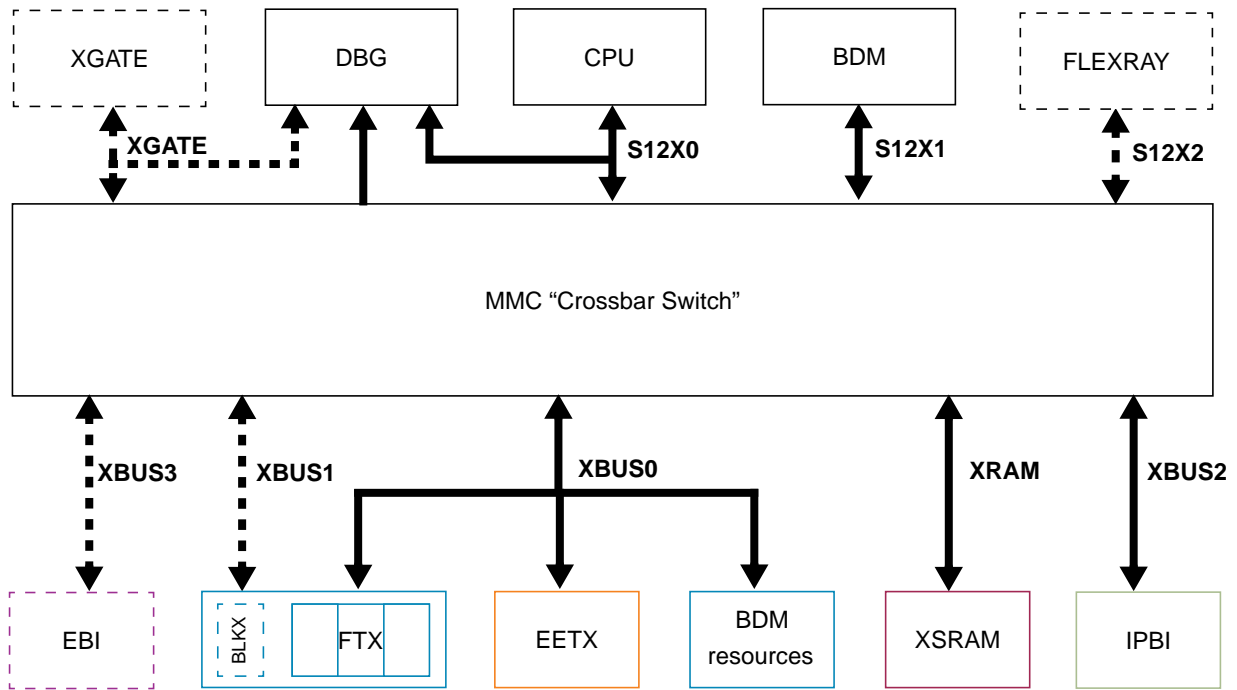 XGATE
DBG
CPU
BDM
FLEXRAY
XGATE
S12X0
S12X1
S12X2
MMC “Crossbar Switch”
XBUS3
XBUS1
XBUS0
XRAM
XBUS2
EBI
BLKX
FTX
EETX
BDM
resources
XSRAM
IPBI